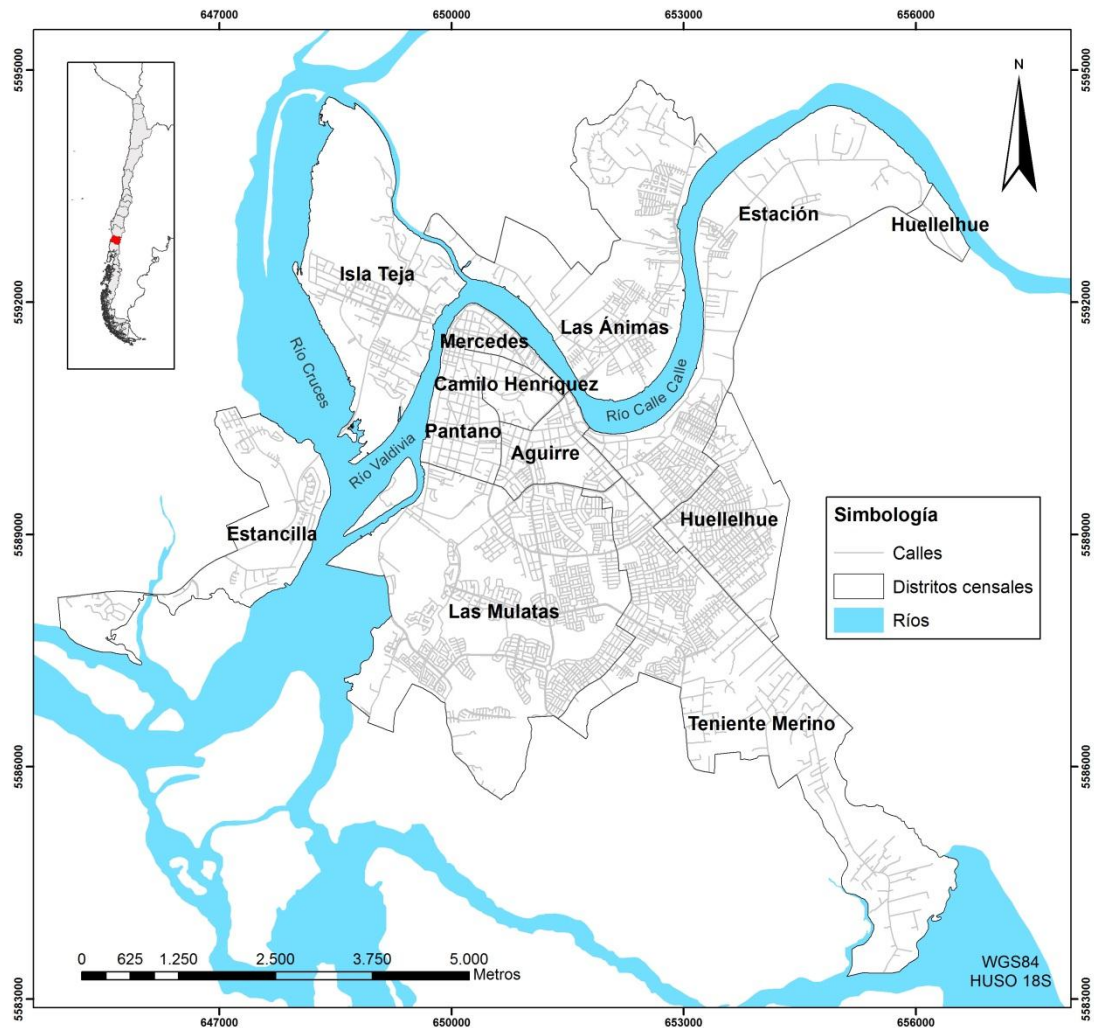 647000
650000
653000
656000
5595000
5595000
N
Estación
Huellelhue
Isla Teja
5592000
5592000
Las Ánimas
Mercedes
Río Cruces
Camilo Henríquez
Río Calle Calle
Pantano
Aguirre
Río Valdivia
Huellelhue
Estancilla
5589000
5589000
Simbología
Calles
Distritos censales
Ríos
Las Mulatas
Teniente Merino
5586000
5586000
0 625 1.250 2.500 3.750 5.000
Metros
WGS84
HUSO 18S
5583000
5583000
647000
650000
653000
656000